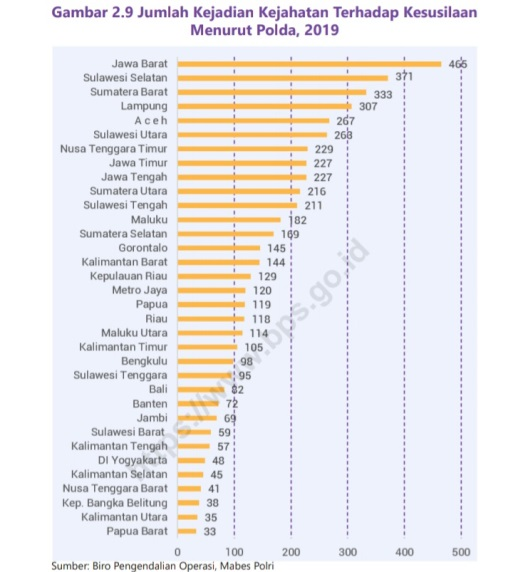 Gambar 2.9 Jumlah Kejadian Kejahatan Terhadap Kesusilaan
Menurut Polda, 2019
Jawa Barat 465
Sulawesi Selatan 371
Sumatera Barat 333
Lampung 307
A c e h 267
Sulawesi Utara 263
Nusa Tenggara Timur 229
Jawa Timur 227
Jawa Tengah 227
Sumatera Utara 216
Sulawesi Tengah 211
Maluku 182
Sumatera Selatan 169
Gorontalo 145
Kalimantan Barat 144
Kepulauan Riau 129
Metro Jaya 120
Papua 119
Riau 118
Maluku Utara 114
Kalimantan Timur 105
Bengkulu 98
Sulawesi Tenggara 95
Bali 82
Banten 72
Jambi 69
Sulawesi Barat 59
Kalimantan Tengah 57
DI Yogyakarta 48
Kalimantan Selatan 45
Nusa Tenggara Barat 41
Kep. Bangka Belitung 38
Kalimantan Utara 35
Papua Barat 33
0 100 200 300 400 500
Sumber: Biro Pengendalian Operasi, Mabes Polri
https://www.bps.go.id